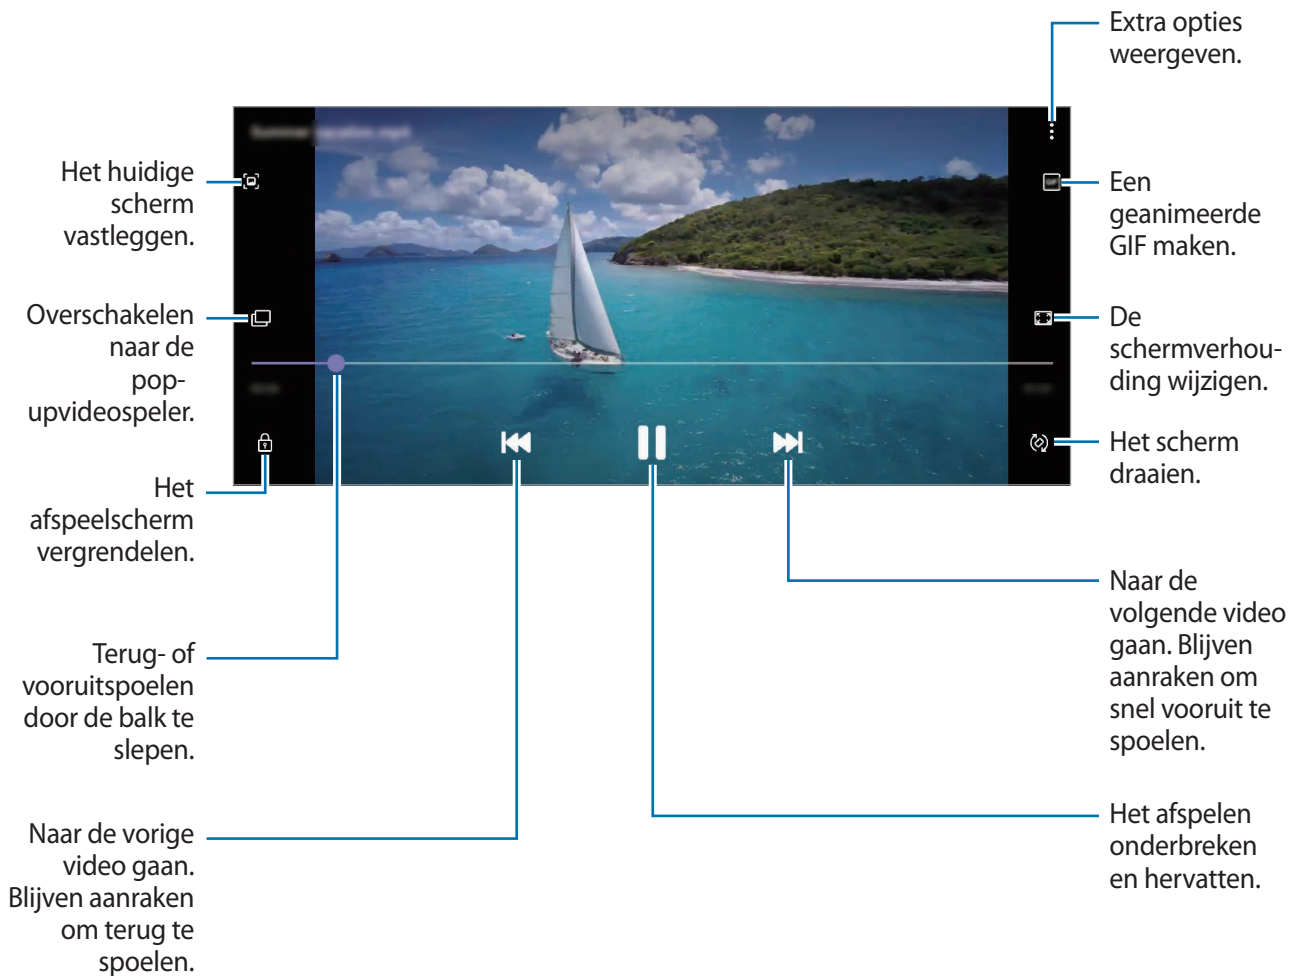 Extra opties
weergeven.
Het huidige
scherm
vastleggen.
Een
geanimeerde
GIF maken.
Overschakelen
naar de
pop-
upvideospeler.
De
schermverhou-
ding wijzigen.
Het scherm
draaien.
Het
afspeelscherm
vergrendelen.
Naar de
volgende video
gaan. Blijven
aanraken om
snel vooruit te
spoelen.
Terug- of
vooruitspoelen
door de balk te
slepen.
Het afspelen
onderbreken
en hervatten.
Naar de vorige
video gaan.
Blijven aanraken
om terug te
spoelen.